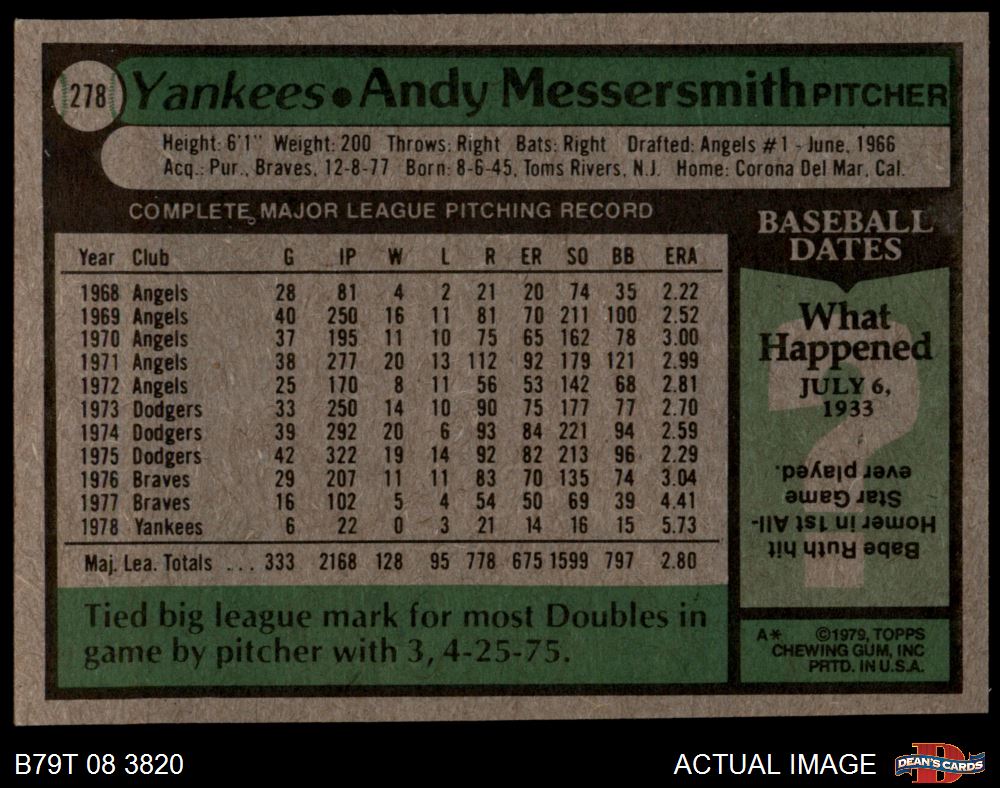 278 Yankees • Andy Messersmith PITCHER
Height: 6'1" Weight: 200 Throws: Right Bats: Right Drafted: Angels #1 - June, 1966
Acq.: Pur., Braves, 12-8-77 Born: 8-6-45, Toms Rivers, N.J. Home: Corona Del Mar, Cal.
COMPLETE MAJOR LEAGUE PITCHING RECORD
Year Club G IP W L R ER SO BB ERA
1968 Angels 28 81 4 2 21 20 74 35 2.22
1969 Angels 40 250 16 11 81 70 211 100 2.52
1970 Angels 37 195 11 10 75 65 162 78 3.00
1971 Angels 38 277 20 13 112 92 179 121 2.99
1972 Angels 25 170 8 11 56 53 142 68 2.81
1973 Dodgers 33 250 14 10 90 75 177 77 2.70
1974 Dodgers 39 292 20 6 93 84 221 94 2.59
1975 Dodgers 42 322 19 14 92 82 213 96 2.29
1976 Braves 29 207 11 11 83 70 135 74 3.04
1977 Braves 16 102 5 4 54 50 69 39 4.41
1978 Yankees 6 22 0 3 21 14 16 15 5.73
Maj. Lea. Totals ... 333 2168 128 95 778 675 1599 797 2.80
Tied big league mark for most Doubles in
game by pitcher with 3, 4-25-75.
BASEBALL
DATES
What
Happened
JULY 6,
1933
Babe Ruth hit
Homer in 1st All-
Star Game
ever played.
A* ©1979, TOPPS
CHEWING GUM, INC
PRTD. IN U.S.A.
B79T 08 3820
ACTUAL IMAGE
D
DEAN'S CARDS